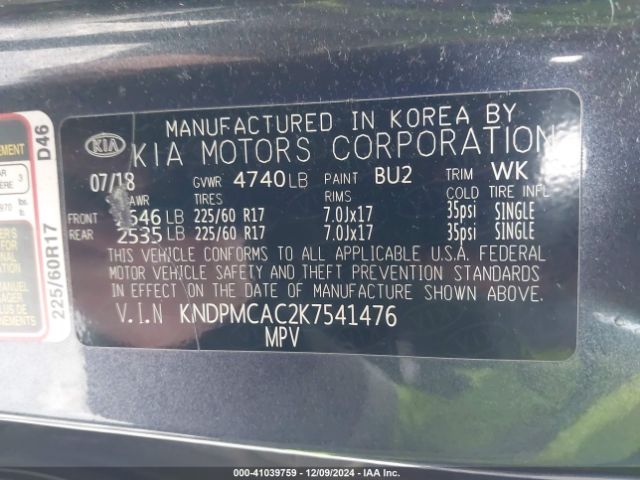 MANUFACTURED IN KOREA BY
KIA KIA MOTORS CORPORATION
07/18 GVWR 4740 LB PAINT BU2 TRIM WK
TIRES RIMS COLD TIRE INFL
FRONT 546 LB 225/60 R17 7.0Jx17 35psi SINGLE
REAR 2535 LB 225/60 R17 7.0Jx17 35psi SINGLE
THIS VEHICLE CONFORMS TO ALL APPLICABLE U.S.A. FEDERAL
MOTOR VEHICLE SAFETY AND THEFT PREVENTION STANDARDS
IN EFFECT ON THE DATE OF MANUFACTURE SHOWN ABOVE.
V.I.N KNDPMCAC2K7541476
MPV
D46
225/60R17
000-41039759 - 12/09/2024 - IAA Inc.